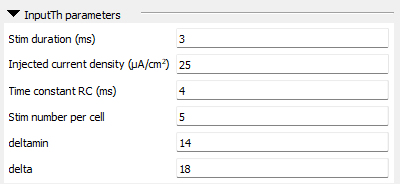 InputTh parameters
Stim duration (ms) 3
Injected current density (µA/cm²) 25
Time constant RC (ms) 4
Stim number per cell 5
deltamin 14
delta 18